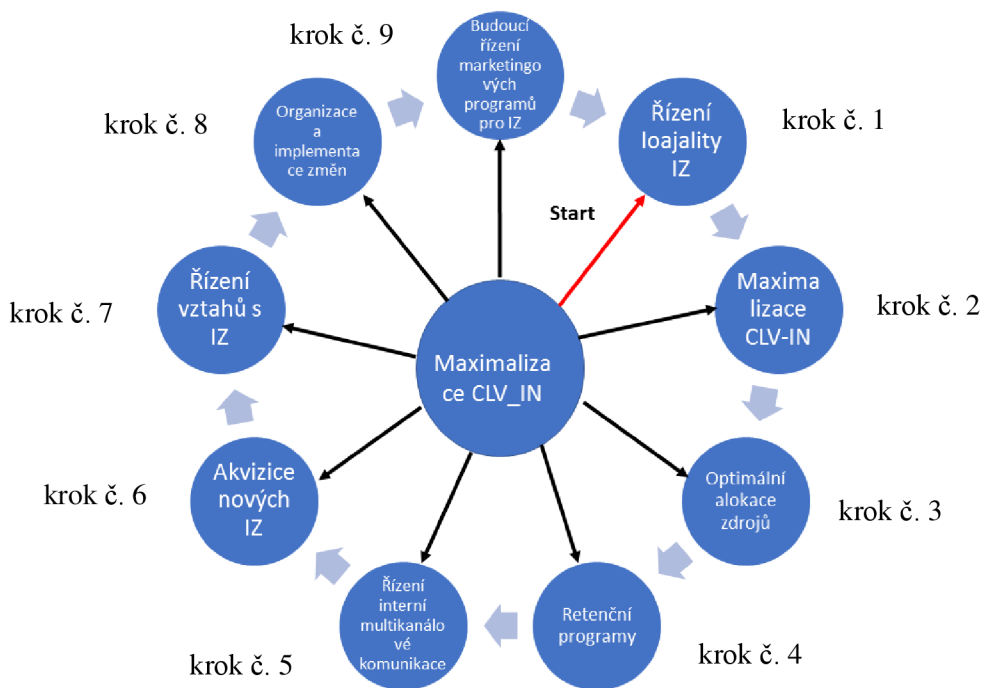 krok č. 9
Budoucí
řízení
marketingo
vých
programů
pro IZ
krok č. 8
Organizace
a
implementa
ce změn
Řízení
loajality
IZ
krok č. 1
Start
krok č. 7
Řízení
vztahů s
IZ
Maxima
lizace
CLV-IN
krok č. 2
Maximaliza
ce CLV_IN
krok č. 6
Akvizice
nových
IZ
Optimální
alokace
zdrojů
krok č. 3
krok č. 5
Řízení
interní
multikanálo
vé
komunikace
Retenční
programy
krok č. 4